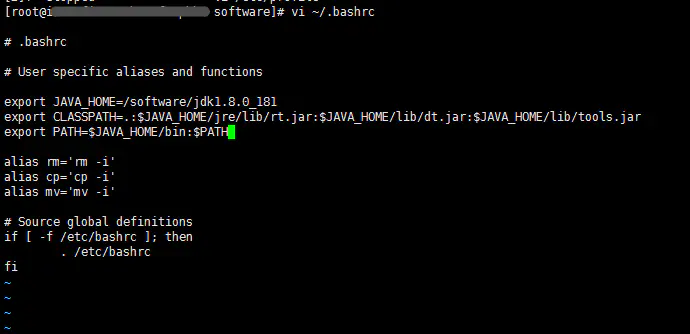 [root@i software]# vi ~/.bashrc
# .bashrc
# User specific aliases and functions
export JAVA_HOME=/software/jdk1.8.0_181
export CLASSPATH=.:$JAVA_HOME/jre/lib/rt.jar:$JAVA_HOME/lib/dt.jar:$JAVA_HOME/lib/tools.jar
export PATH=$JAVA_HOME/bin:$PATH
alias rm='rm -i'
alias cp='cp -i'
alias mv='mv -i'
# Source global definitions
if [ -f /etc/bashrc ]; then
. /etc/bashrc
fi
~
~
~
~